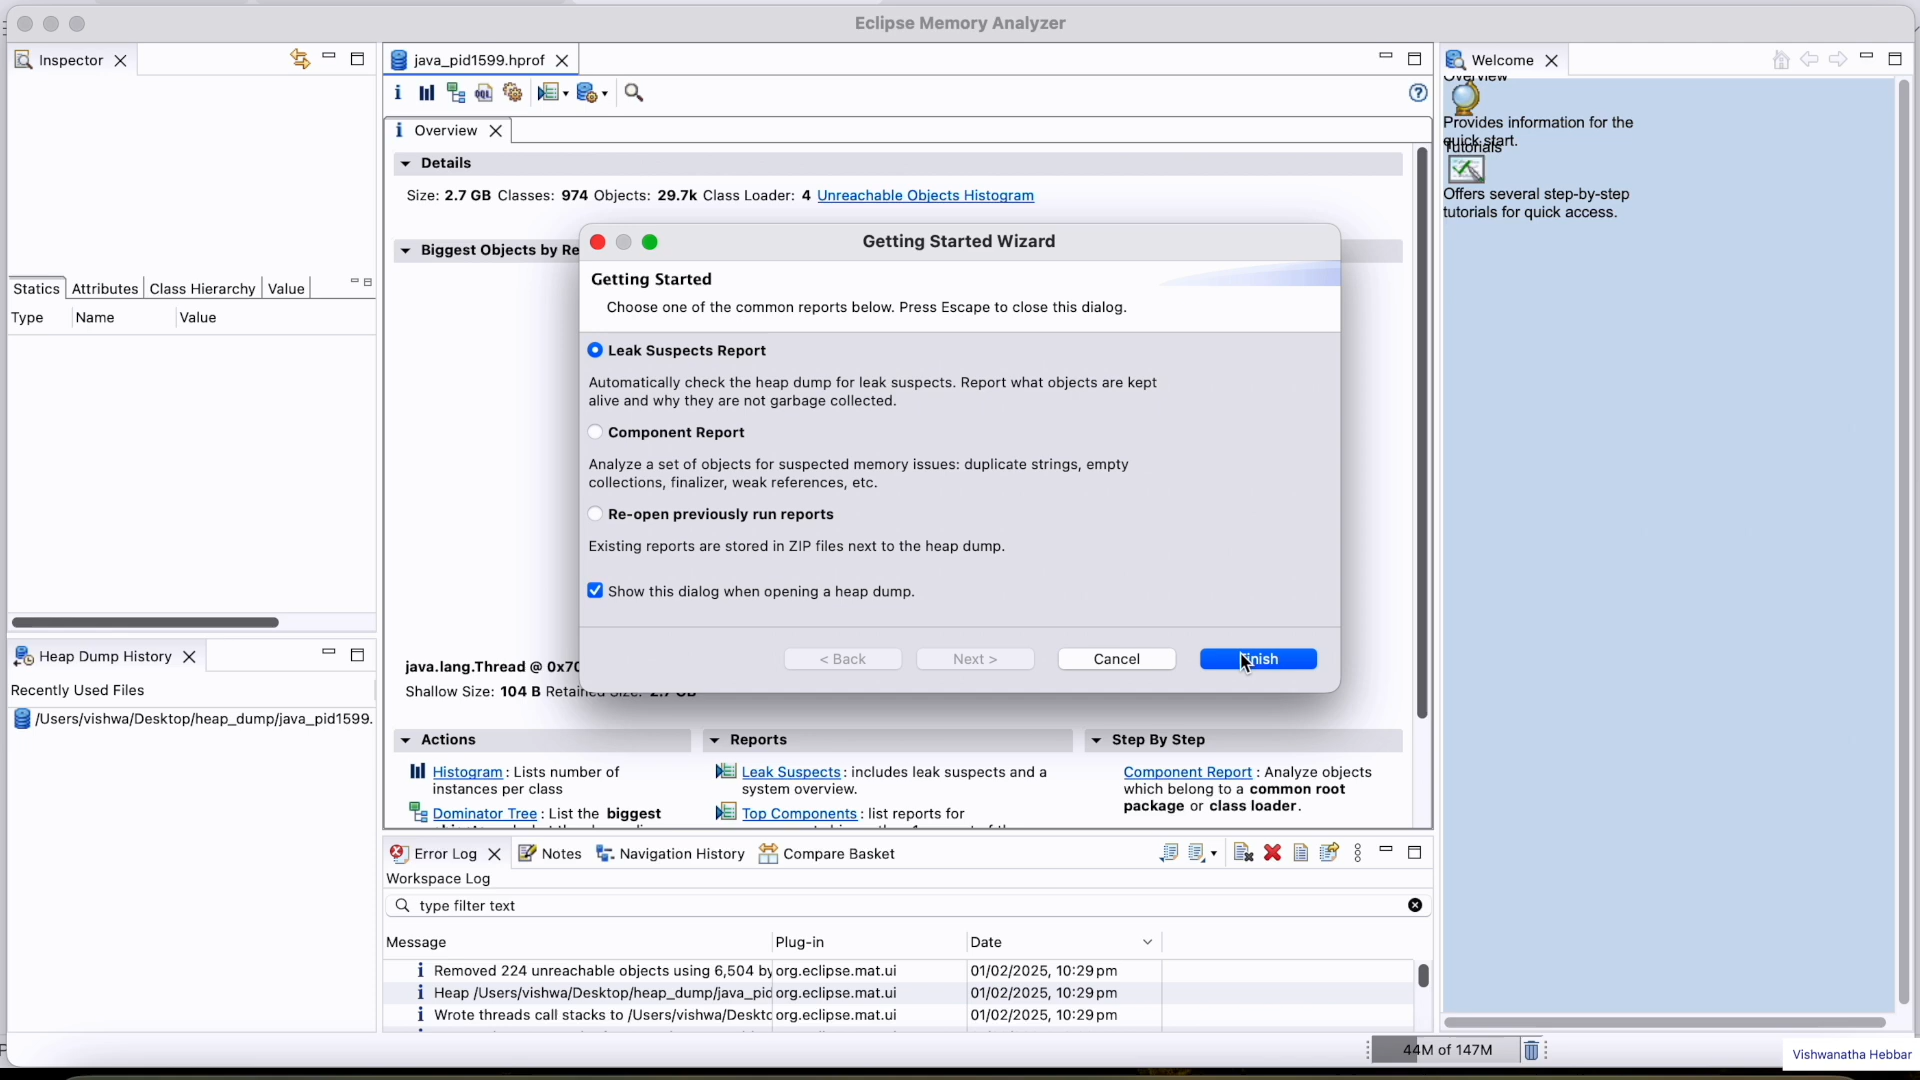 Eclipse Memory Analyzer
Inspector
java_pid1599.hprof
Welcome
Overview
Provides information for the
quick start.
Tutorials
Offers several step-by-step
tutorials for quick access.
Overview
Details
Size: 2.7 GB Classes: 974 Objects: 29.7k Class Loader: 4 Unreachable Objects Histogram
Biggest Objects by Re
Statics Attributes Class Hierarchy Value
Type Name Value
Getting Started Wizard
Getting Started
Choose one of the common reports below. Press Escape to close this dialog.
Leak Suspects Report
Automatically check the heap dump for leak suspects. Report what objects are kept
alive and why they are not garbage collected.
Component Report
Analyze a set of objects for suspected memory issues: duplicate strings, empty
collections, finalizer, weak references, etc.
Re-open previously run reports
Existing reports are stored in ZIP files next to the heap dump.
Show this dialog when opening a heap dump.
< Back Next > Cancel Finish
Heap Dump History
Recently Used Files
/Users/vishwa/Desktop/heap_dump/java_pid1599.
java.lang.Thread @ 0x70
Shallow Size: 104 B Retained Size: 2.7 GB
Actions
Histogram : Lists number of
instances per class
Dominator Tree : List the biggest
Reports
Leak Suspects : includes leak suspects and a
system overview.
Top Components : list reports for
Step By Step
Component Report : Analyze objects
which belong to a common root
package or class loader.
Error Log Notes Navigation History Compare Basket
Workspace Log
type filter text
Message Plug-in Date
Removed 224 unreachable objects using 6,504 by org.eclipse.mat.ui 01/02/2025, 10:29 pm
Heap /Users/vishwa/Desktop/heap_dump/java_pid org.eclipse.mat.ui 01/02/2025, 10:29 pm
Wrote threads call stacks to /Users/vishwa/Deskto org.eclipse.mat.ui 01/02/2025, 10:29 pm
44M of 147M
Vishwanatha Hebbar